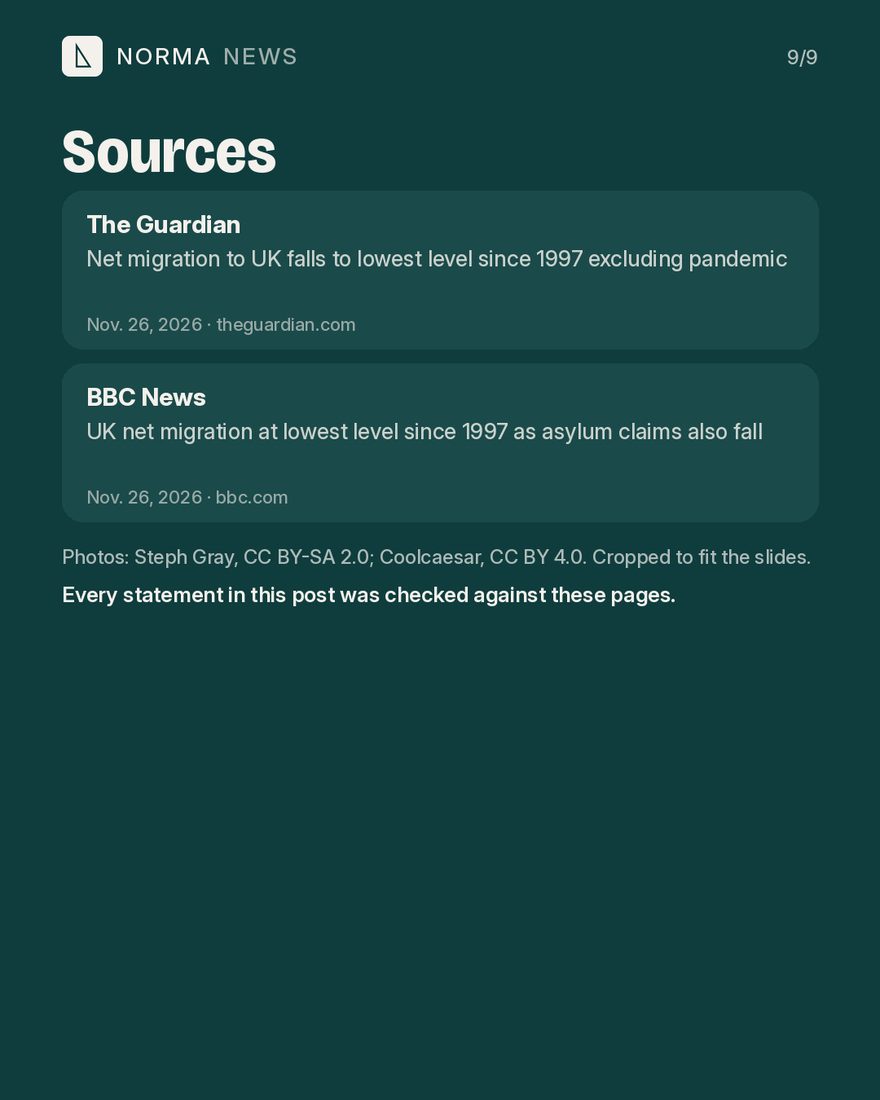 NORMA NEWS
9/9
Sources
The Guardian
Net migration to UK falls to lowest level since 1997 excluding pandemic
Nov. 26, 2026 · theguardian.com
BBC News
UK net migration at lowest level since 1997 as asylum claims also fall
Nov. 26, 2026 · bbc.com
Photos: Steph Gray, CC BY-SA 2.0; Coolcaesar, CC BY 4.0. Cropped to fit the slides.
Every statement in this post was checked against these pages.